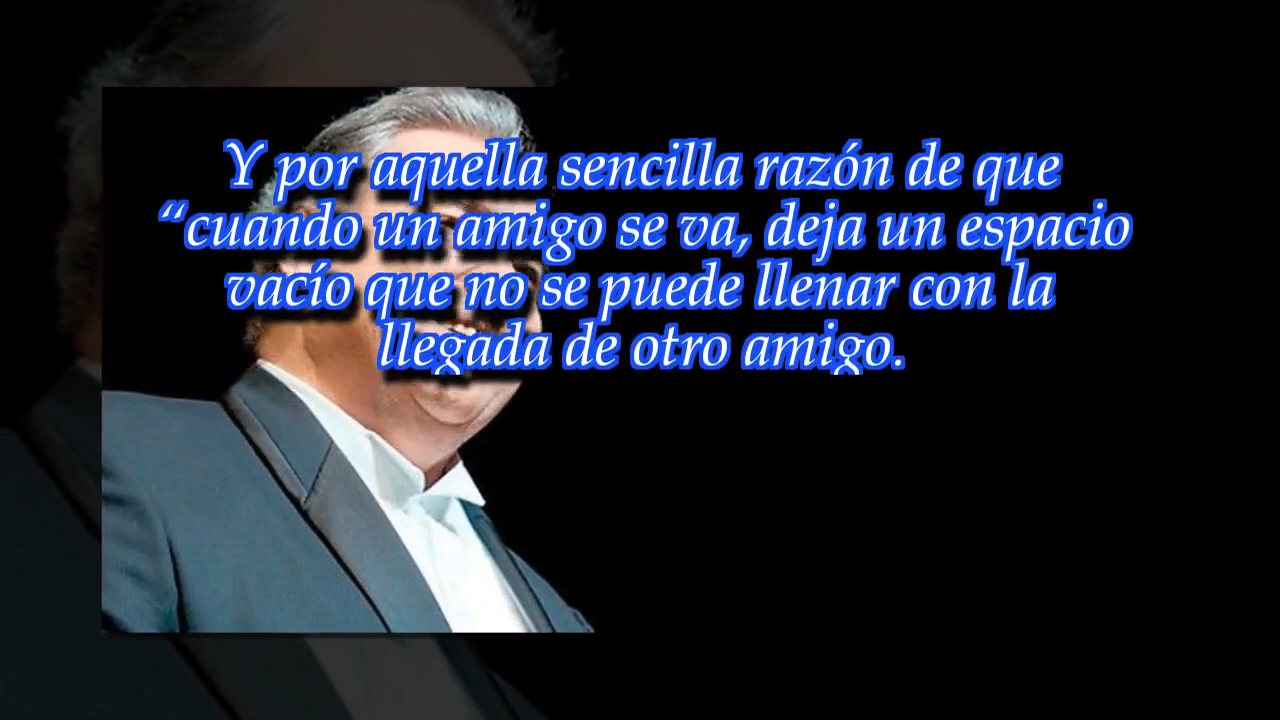 Y por aquella sencilla razón de que
“cuando un amigo se va, deja un espacio
vacío que no se puede llenar con la
llegada de otro amigo.